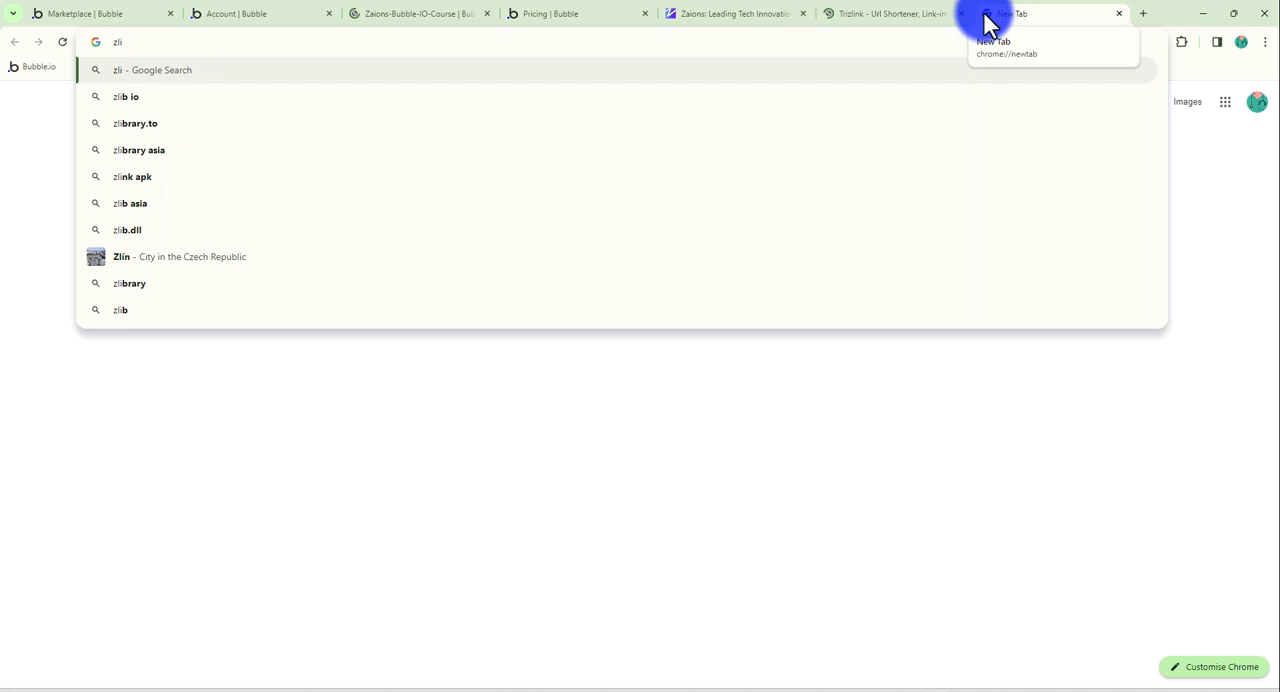 Marketplace | Bubble
Account | Bubble
Zaions-Bubble-IO-Course | Bub
Pricing | Bubble
Zaions: Leading Tech Innovatio
Trizlink - Url Shortener, Link-in-
New Tab
zli
New Tab
chrome://newtab
Bubble.io
zli - Google Search
zlib io
zlibrary.to
zlibrary asia
zlink apk
zlib asia
zlib.dll
Zlín - City in the Czech Republic
zlibrary
zlib
Images
Customise Chrome